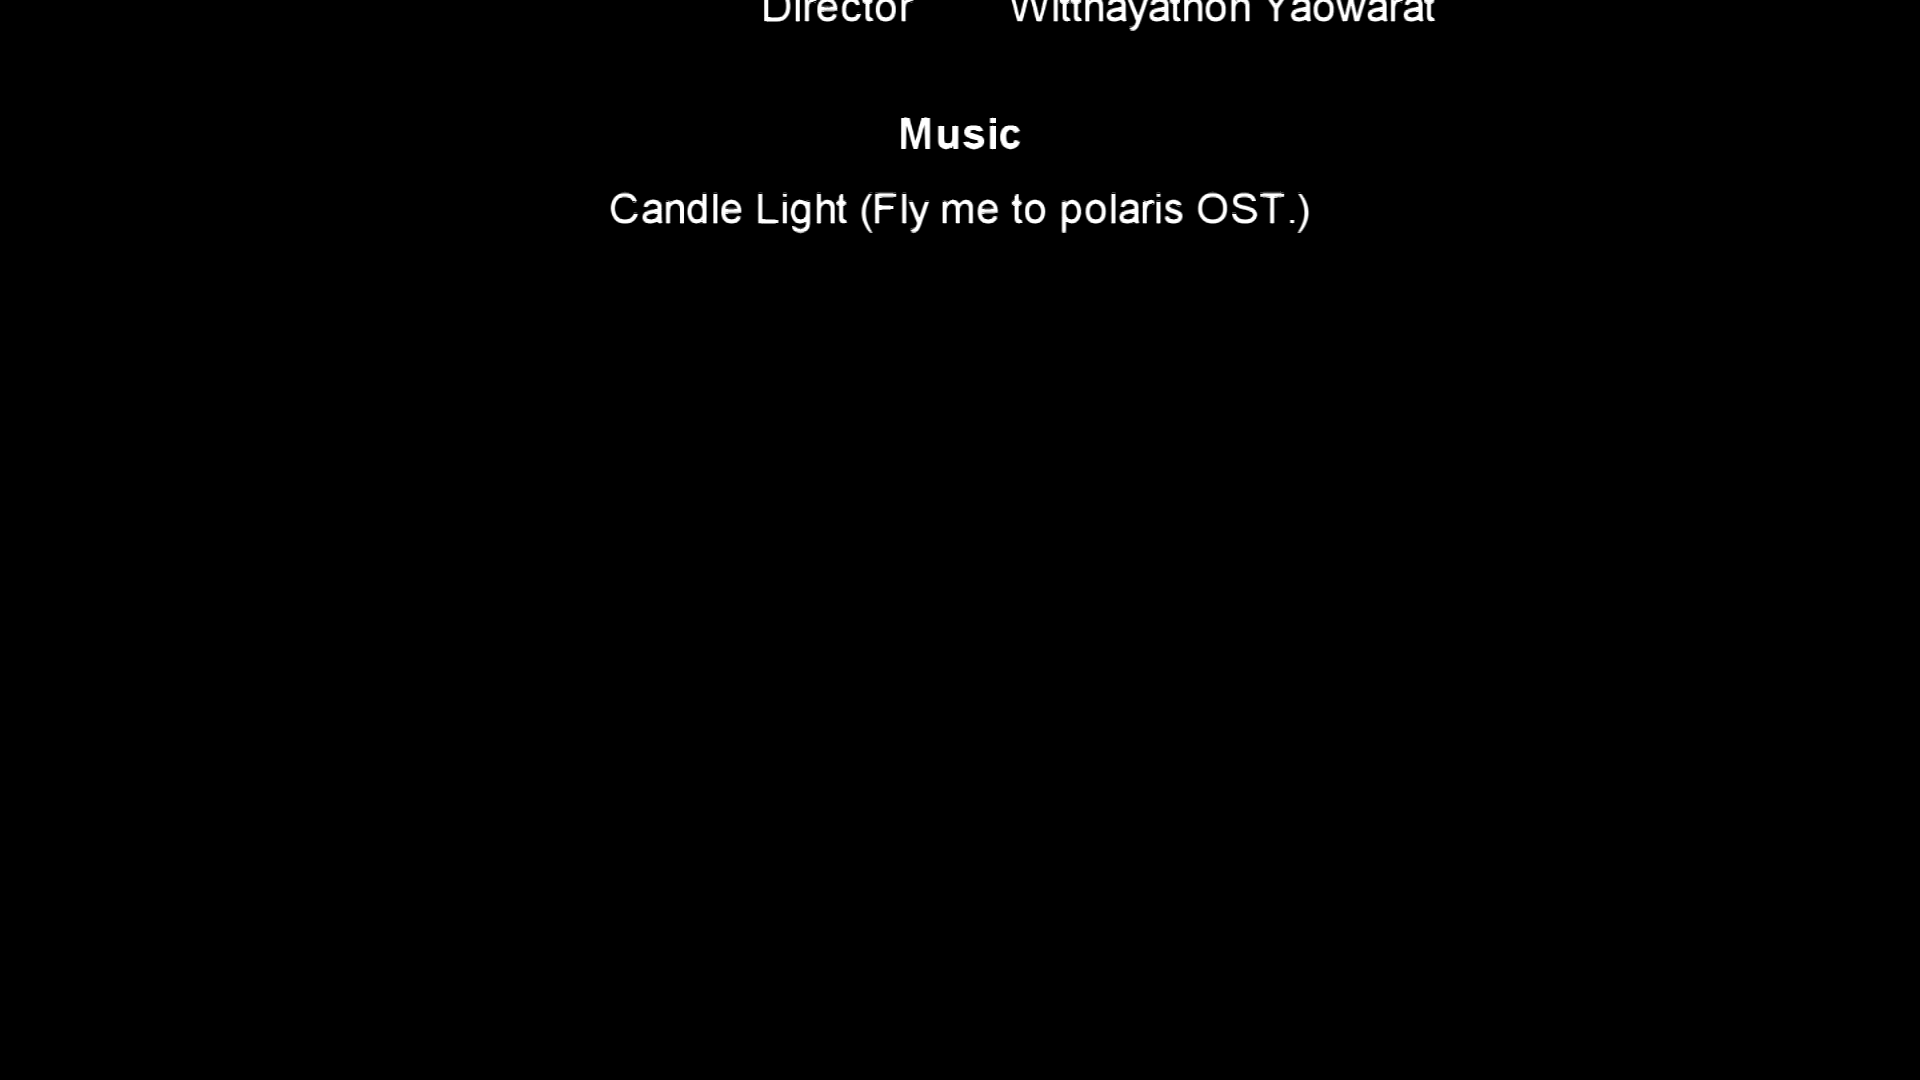 Director Witthayathon Yaowarat
Music
Candle Light (Fly me to polaris OST.)